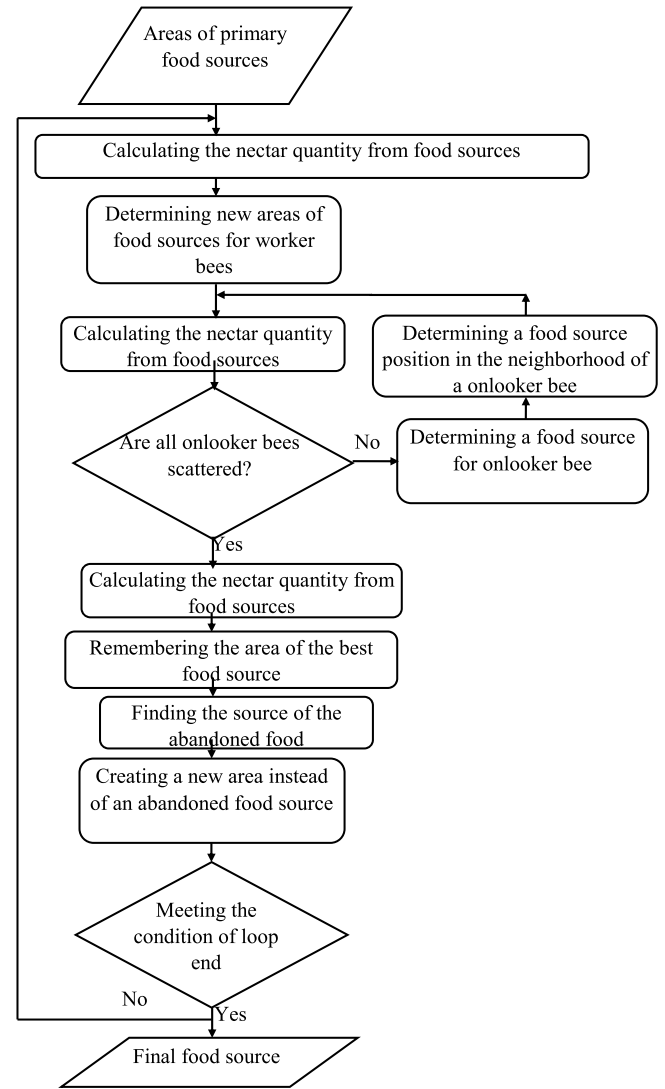 Areas of primary
food sources
Calculating the nectar quantity from food sources
Determining new areas of
food sources for worker
bees
Calculating the nectar quantity
from food sources
Determining a food source
position in the neighborhood of
a onlooker bee
Are all onlooker bees
scattered?
No
Determining a food source
for onlooker bee
Yes
Calculating the nectar quantity from
food sources
Remembering the area of the best
food source
Finding the source of the
abandoned food
Creating a new area instead
of an abandoned food source
Meeting the
condition of loop
end
No
Yes
Final food source